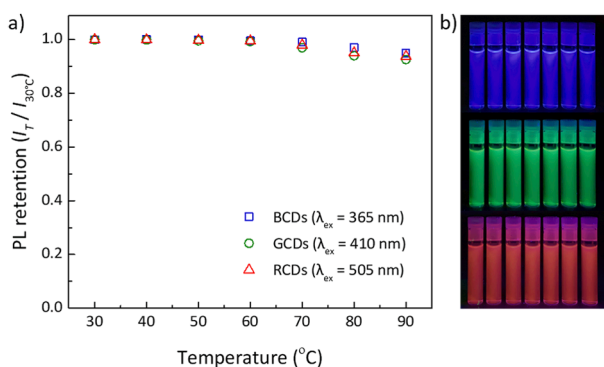 a)
b)
1.0
0.8
0.6
0.4
0.2
0.0
PL retention (I_T / I_30°C)
BCDs (λ_ex = 365 nm)
GCDs (λ_ex = 410 nm)
RCDs (λ_ex = 505 nm)
30 40 50 60 70 80 90
Temperature (°C)